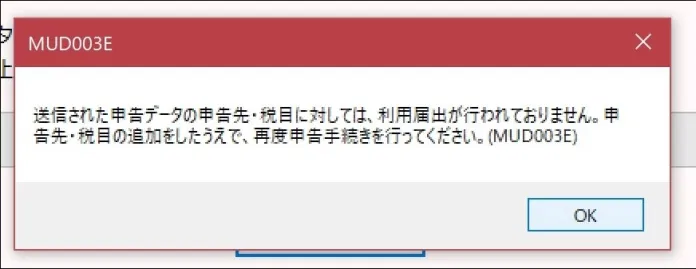 MUD003E
送信された申告データの申告先・税目に対しては、利用届出が行われておりません。申
告先・税目の追加をしたうえで、再度申告手続きを行ってください。(MUD003E)
OK